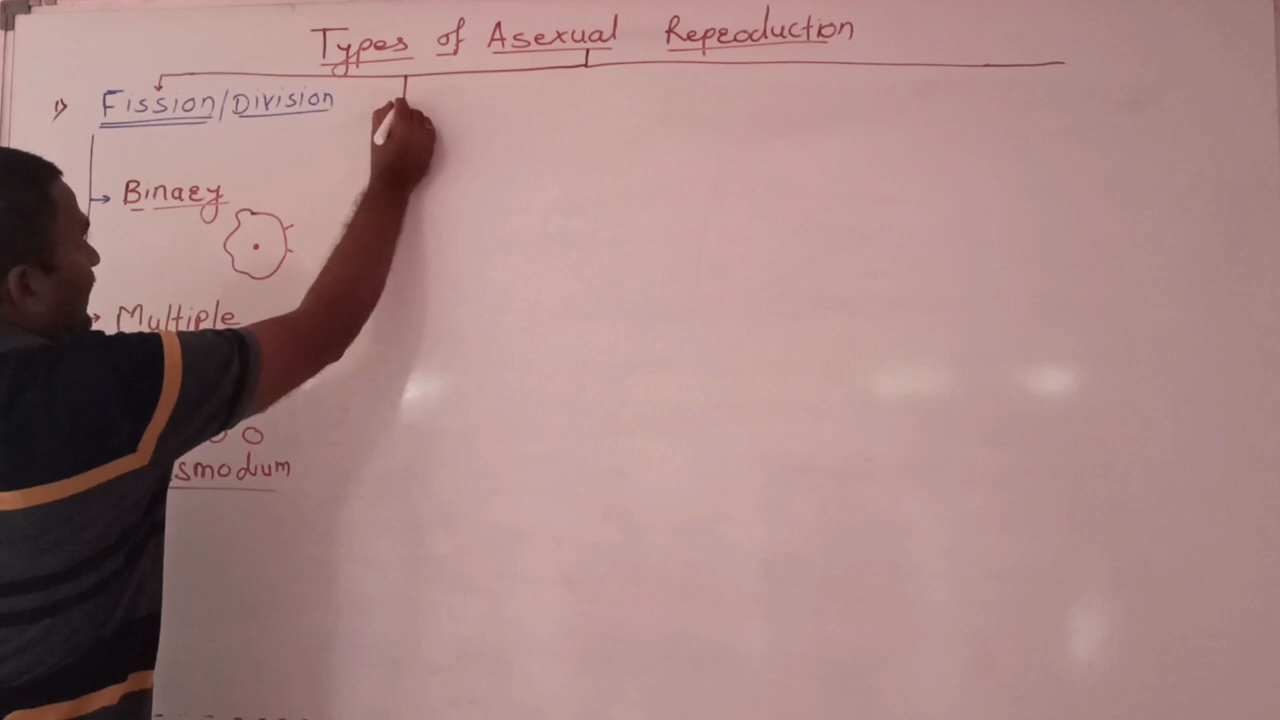 Types of Asexual Reproduction
1) Fission/Division
→ Binary
→ Multiple
smodium